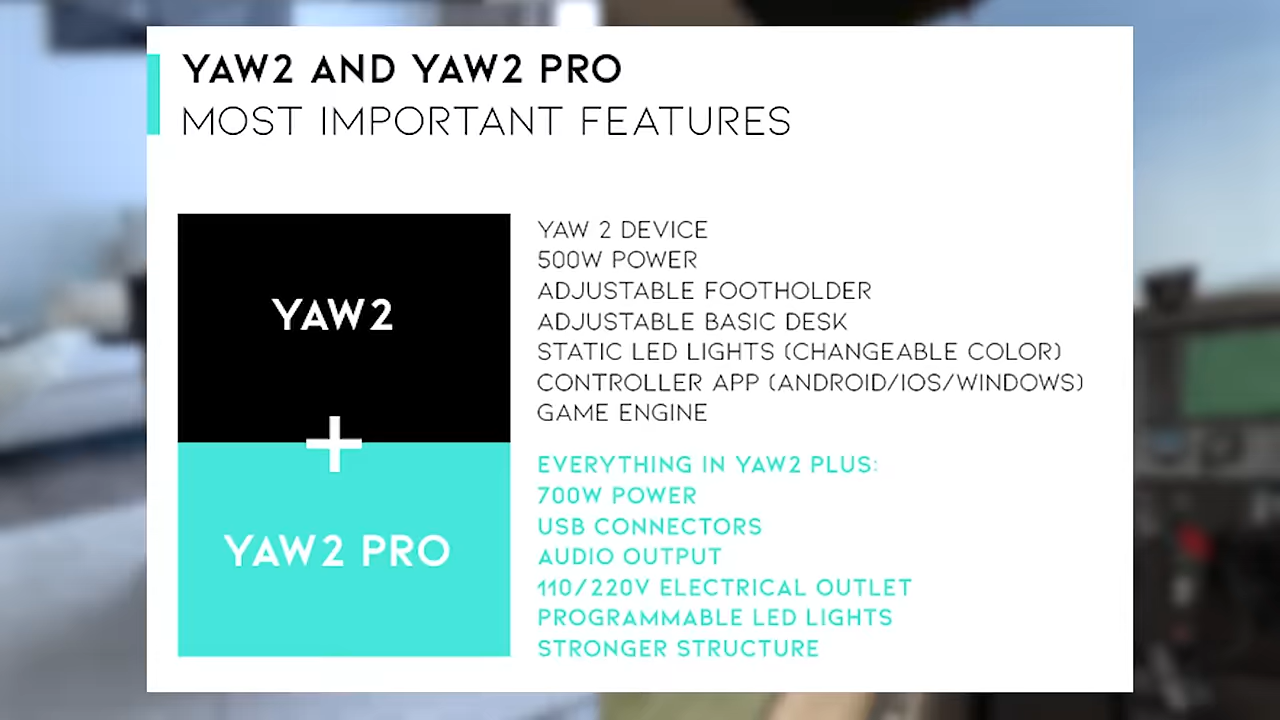 YAW2 AND YAW2 PRO
MOST IMPORTANT FEATURES
YAW2
YAW 2 DEVICE
500W POWER
ADJUSTABLE FOOTHOLDER
ADJUSTABLE BASIC DESK
STATIC LED LIGHTS (CHANGEABLE COLOR)
CONTROLLER APP (ANDROID/IOS/WINDOWS)
GAME ENGINE
+
YAW2 PRO
EVERYTHING IN YAW2 PLUS:
700W POWER
USB CONNECTORS
AUDIO OUTPUT
110/220V ELECTRICAL OUTLET
PROGRAMMABLE LED LIGHTS
STRONGER STRUCTURE